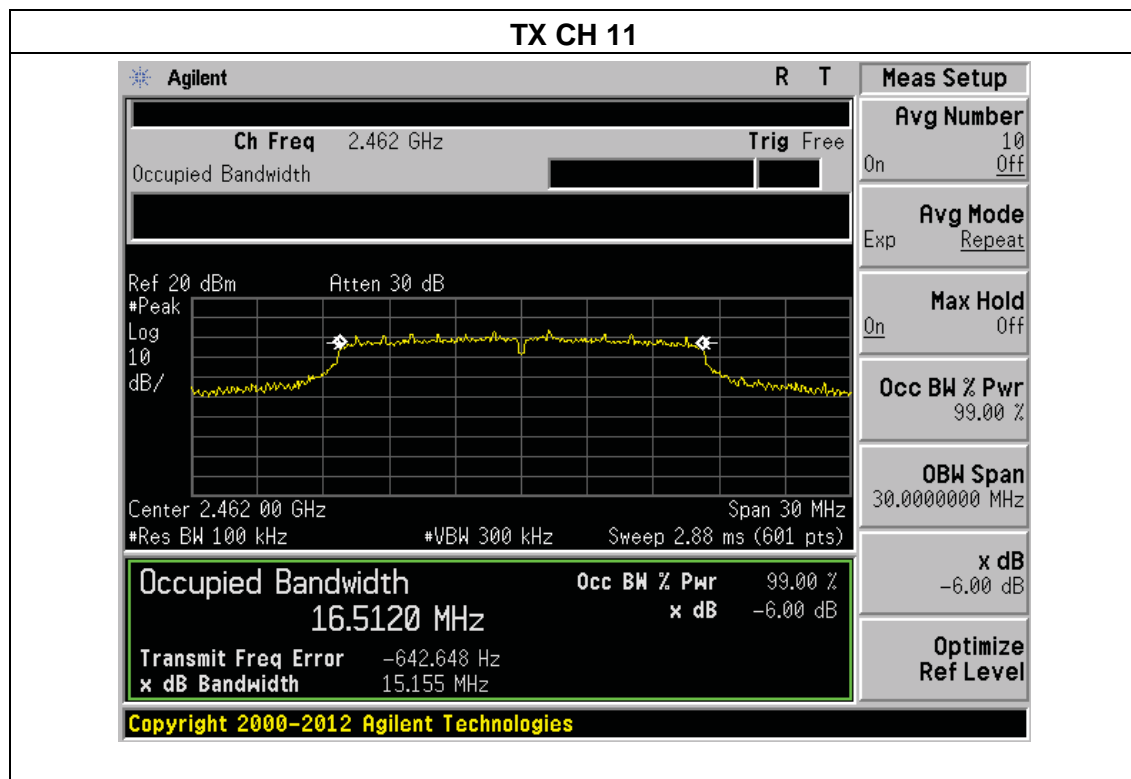 TX CH 11
Agilent R T
Ch Freq 2.462 GHz Trig Free
Occupied Bandwidth
Ref 20 dBm Atten 30 dB
#Peak
Log
10
dB/
Center 2.462 00 GHz Span 30 MHz
#Res BW 100 kHz #VBW 300 kHz Sweep 2.88 ms (601 pts)
Occupied Bandwidth
16.5120 MHz
Occ BW % Pwr 99.00 %
x dB -6.00 dB
Transmit Freq Error -642.648 Hz
x dB Bandwidth 15.155 MHz
Copyright 2000-2012 Agilent Technologies
Meas Setup
Avg Number
10
On Off
Avg Mode
Exp Repeat
Max Hold
On Off
Occ BW % Pwr
99.00 %
OBW Span
30.0000000 MHz
x dB
-6.00 dB
Optimize
Ref Level